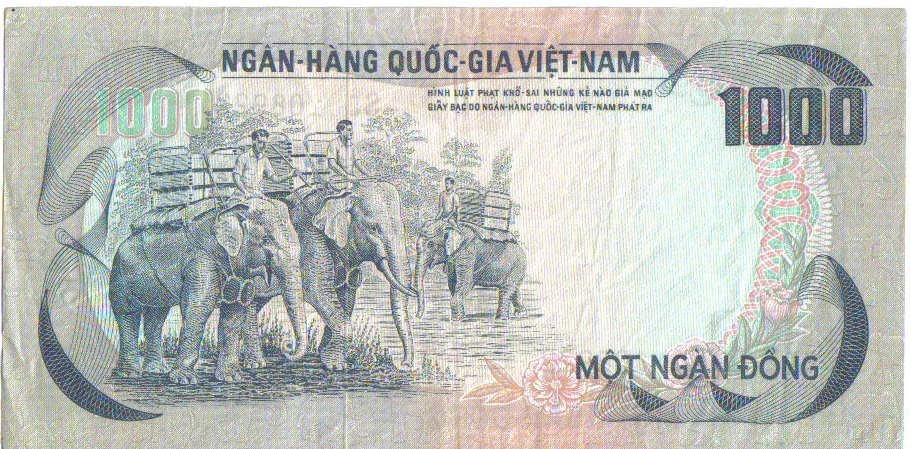 NGÂN-HÀNG QUỐC-GIA VIỆT-NAM
HÌNH LUẬT PHẠT KHỔ-SAI NHỮNG KẺ NÀO GIẢ MẠO
GIẤY BẠC DO NGÂN-HÀNG QUỐC-GIA VIỆT-NAM PHÁT RA
1000
1000
MỘT NGÀN ĐỒNG